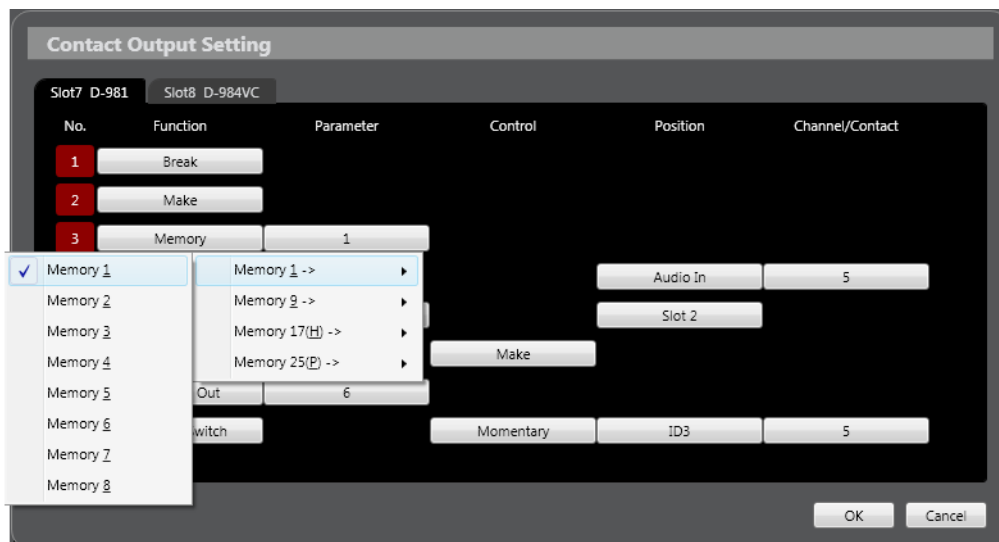 Contact Output Setting
Slot7 D-981 Slot8 D-984VC
No. Function Parameter Control Position Channel/Contact
1 Break
2 Make
3 Memory 1
Memory 1 Memory 1 -> Audio In 5
Memory 2 Memory 9 -> Slot 2
Memory 3 Memory 17(H) ->
Memory 4 Memory 25(P) -> Make
Memory 5 Out 6
Memory 6 Momentary ID3 5
Memory 7
Memory 8
OK Cancel